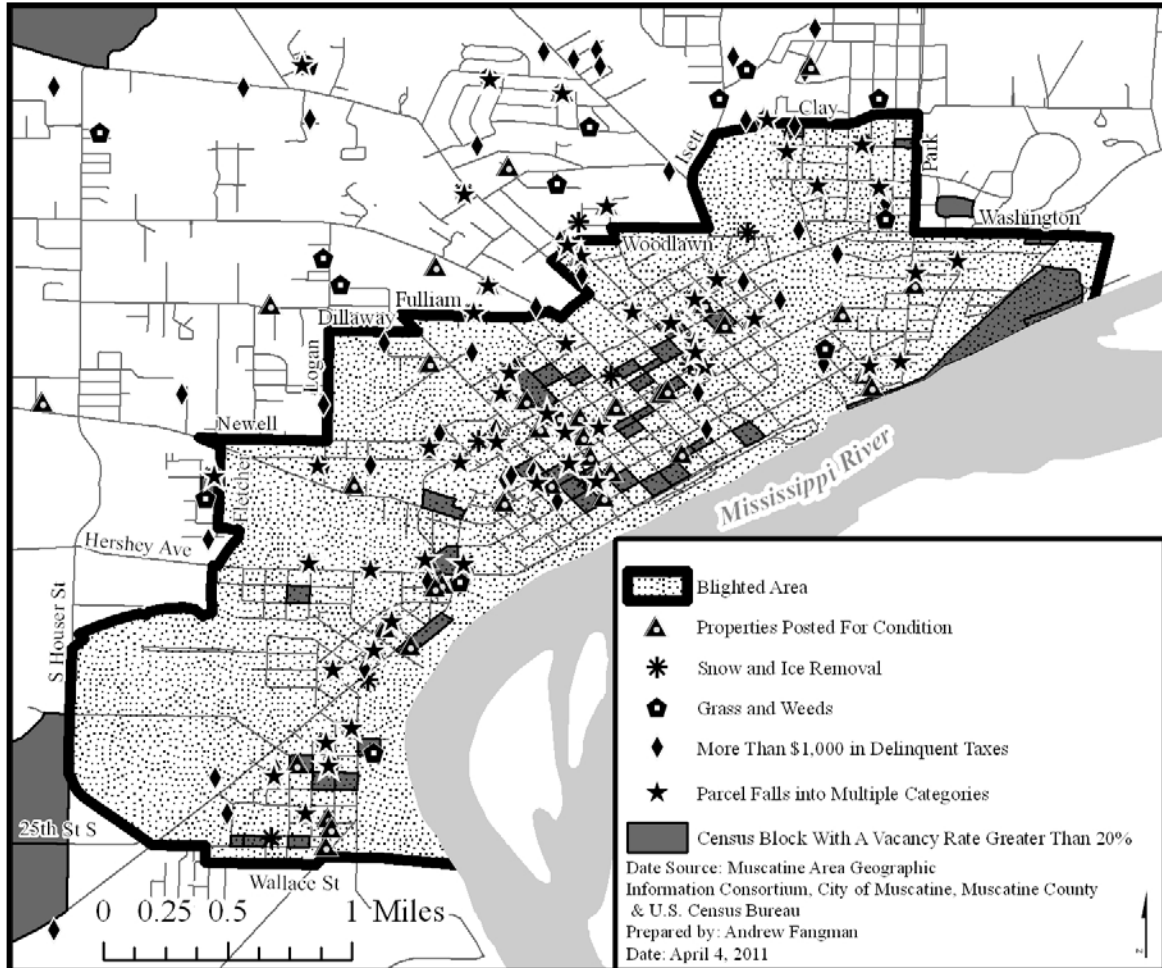 Clay
Isett
Park
Washington
Woodlawn
Fulliam
Dillaway
Logan
Newell
Fletcher
Mississippi River
Hershey Ave
S Houser St
25th St S
Wallace St
0 0.25 0.5 1 Miles
Blighted Area
Properties Posted For Condition
Snow and Ice Removal
Grass and Weeds
More Than $1,000 in Delinquent Taxes
Parcel Falls into Multiple Categories
Census Block With A Vacancy Rate Greater Than 20%
Date Source: Muscatine Area Geographic
Information Consortium, City of Muscatine, Muscatine County
& U.S. Census Bureau
Prepared by: Andrew Fangman
Date: April 4, 2011